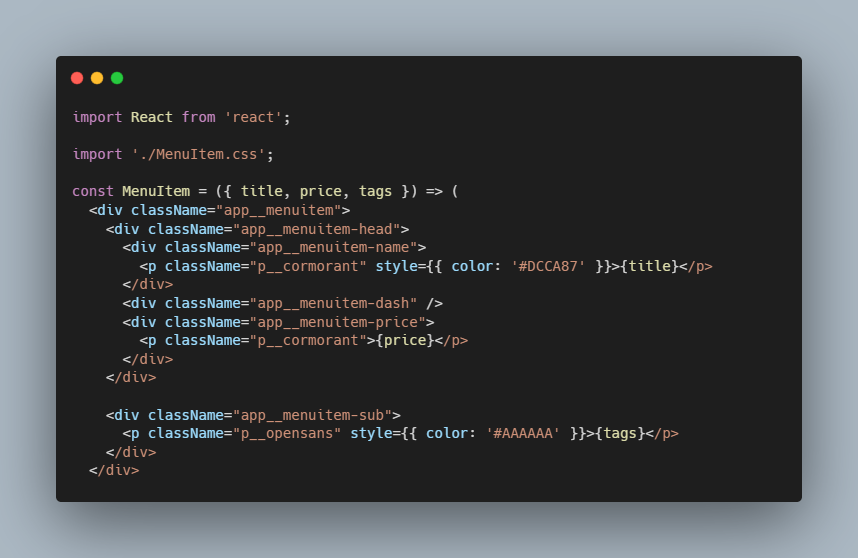 import React from 'react';
import './MenuItem.css';
const MenuItem = ({ title, price, tags }) => (
  <div className="app__menuitem">
    <div className="app__menuitem-head">
      <div className="app__menuitem-name">
        <p className="p__cormorant" style={{ color: '#DCCA87' }}>{title}</p>
      </div>
      <div className="app__menuitem-dash" />
      <div className="app__menuitem-price">
        <p className="p__cormorant">{price}</p>
      </div>
    </div>
    <div className="app__menuitem-sub">
      <p className="p__opensans" style={{ color: '#AAAAAA' }}>{tags}</p>
    </div>
  </div>